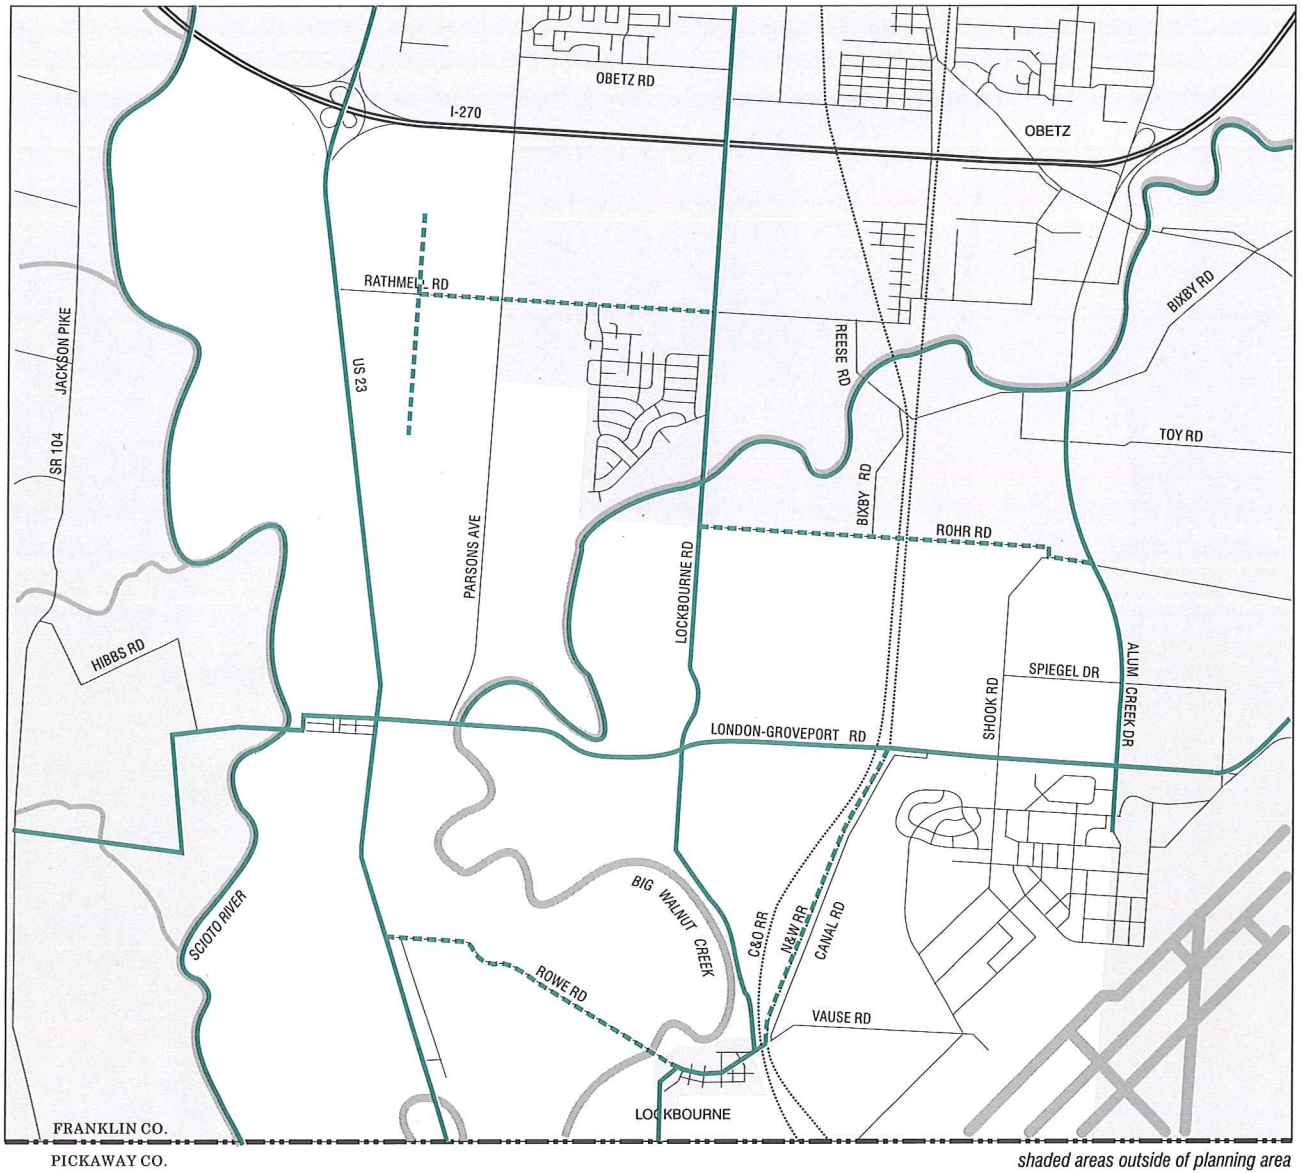 OBETZ RD
I-270
OBETZ
RATHMELL RD
BIXBY RD
JACKSON PIKE
REESE RD
US 23
SR 104
TOY RD
BIXBY RD
PARSONS AVE
ROHR RD
LOCKBOURNE RD
HIBBS RD
ALUM CREEK DR
SPIEGEL DR
SHOOK RD
LONDON-GROVEPORT RD
BIG WALNUT CREEK
SCIOTO RIVER
C&O RR
N&W RR
CANAL RD
ROWE RD
VAUSE RD
LOCKBOURNE
FRANKLIN CO.
PICKAWAY CO.
shaded areas outside of planning area